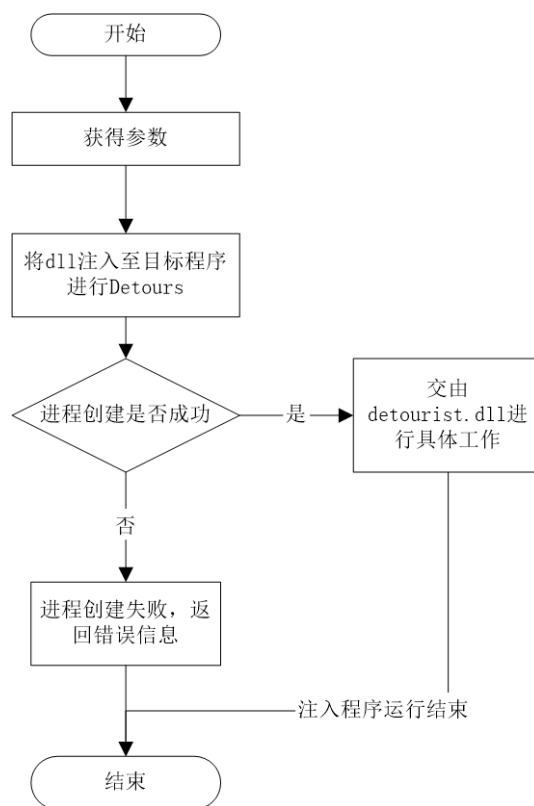 开始
获得参数
将dll注入至目标程序
进行Detours
进程创建是否成功
是
交由
detourist.dll进
行具体工作
否
进程创建失败，返
回错误信息
注入程序运行结束
结束